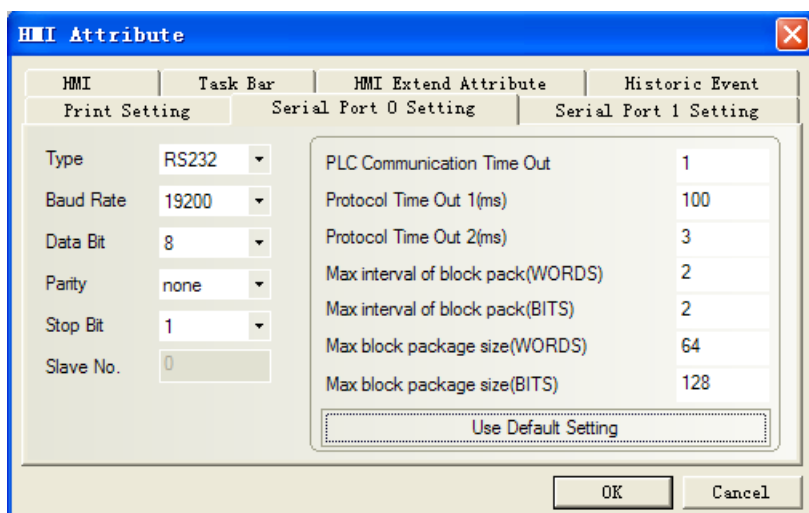 HMI Attribute
HMI Task Bar HMI Extend Attribute Historic Event
Print Setting Serial Port 0 Setting Serial Port 1 Setting
Type RS232
Baud Rate 19200
Data Bit 8
Parity none
Stop Bit 1
Slave No. 0
PLC Communication Time Out 1
Protocol Time Out 1(ms) 100
Protocol Time Out 2(ms) 3
Max interval of block pack(WORDS) 2
Max interval of block pack(BITS) 2
Max block package size(WORDS) 64
Max block package size(BITS) 128
Use Default Setting
OK Cancel